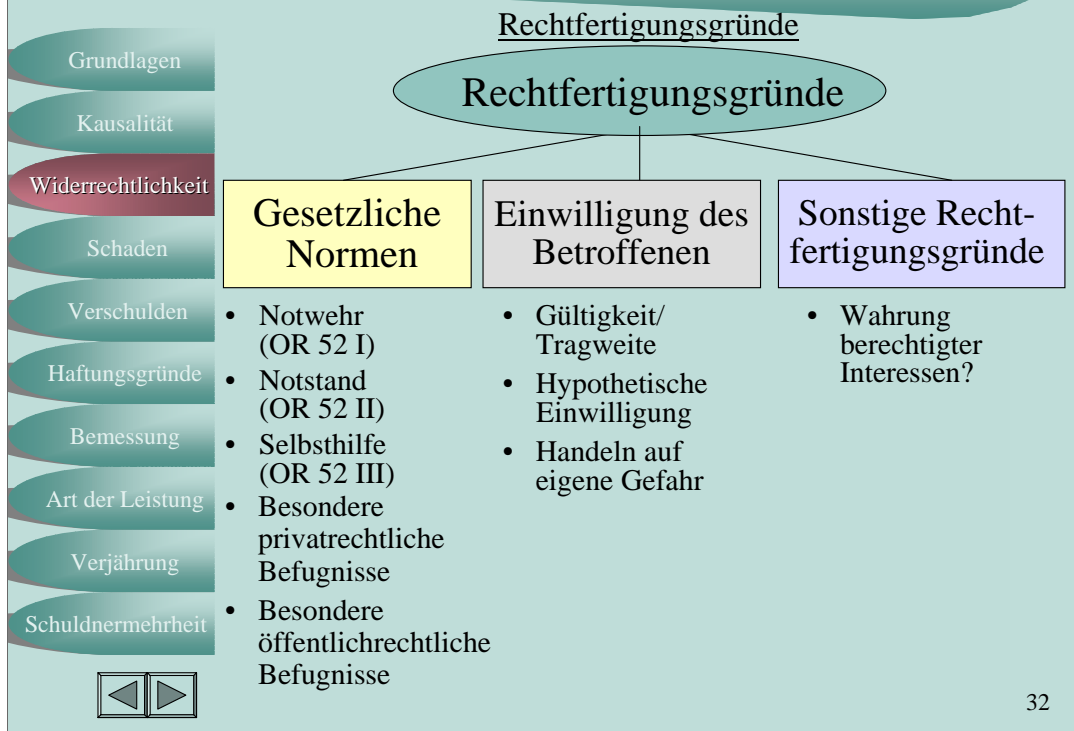 Rechtfertigungsgründe
Rechtfertigungsgründe
Grundlagen
Kausalität
Widerrechtlichkeit
Schaden
Verschulden
Haftungsgründe
Bemessung
Art der Leistung
Verjährung
Schuldnermehrheit
Gesetzliche
Normen
• Notwehr
(OR 52 I)
• Notstand
(OR 52 II)
• Selbsthilfe
(OR 52 III)
• Besondere
privatrechtliche
Befugnisse
• Besondere
öffentlichrechtliche
Befugnisse
Einwilligung des
Betroffenen
• Gültigkeit/
Tragweite
• Hypothetische
Einwilligung
• Handeln auf
eigene Gefahr
Sonstige Recht-
fertigungsgründe
• Wahrung
berechtigter
Interessen?
32